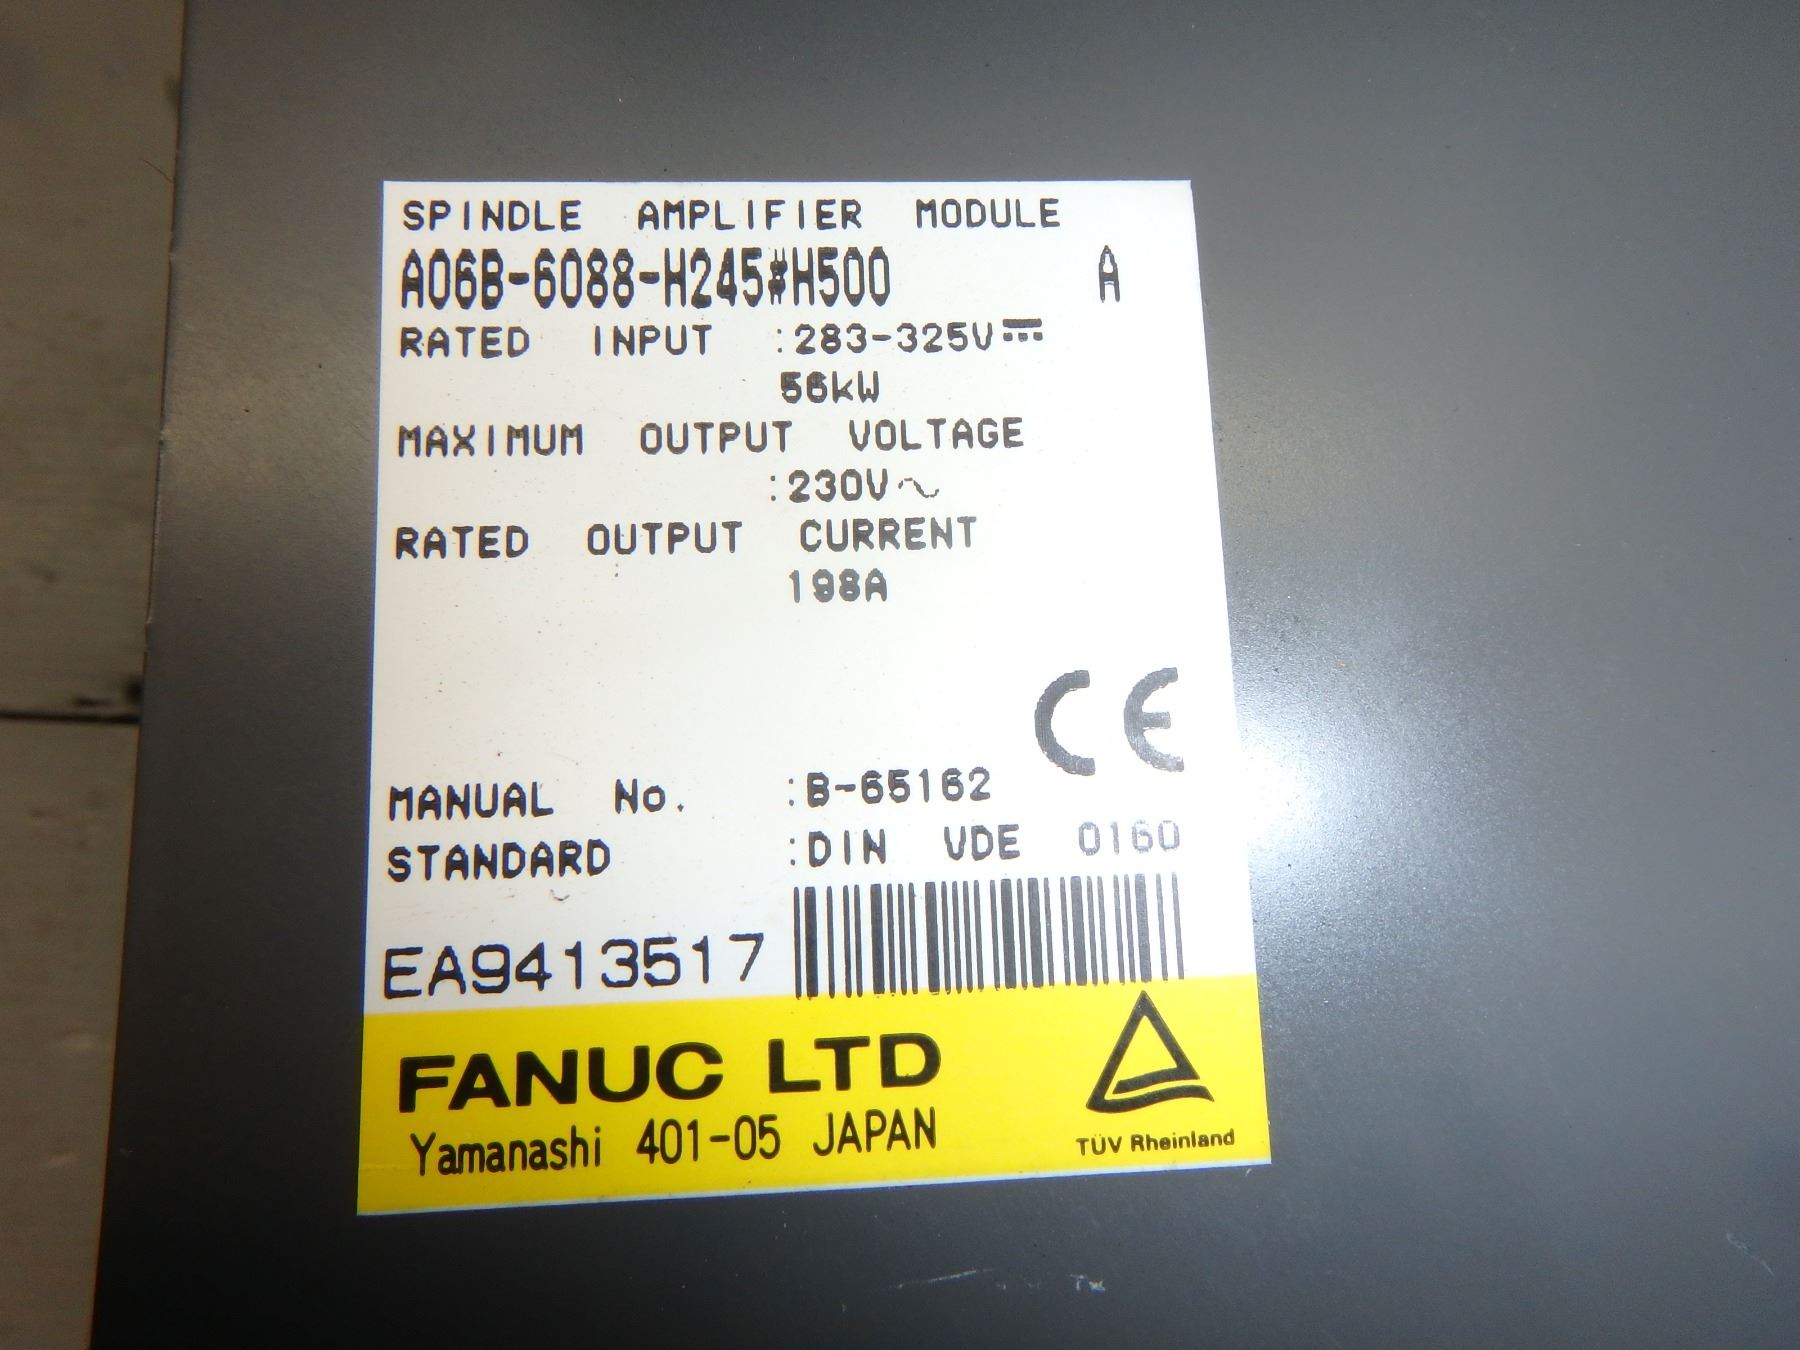 SPINDLE AMPLIFIER MODULE
A06B-6088-H245#H500 A
RATED INPUT :283-325V⎓
56kW
MAXIMUM OUTPUT VOLTAGE
:230V~
RATED OUTPUT CURRENT
:198A
CE
MANUAL No. :B-65162
STANDARD :DIN VDE 0160
EA9413517
FANUC LTD
Yamanashi 401-05 JAPAN
TÜV Rheinland